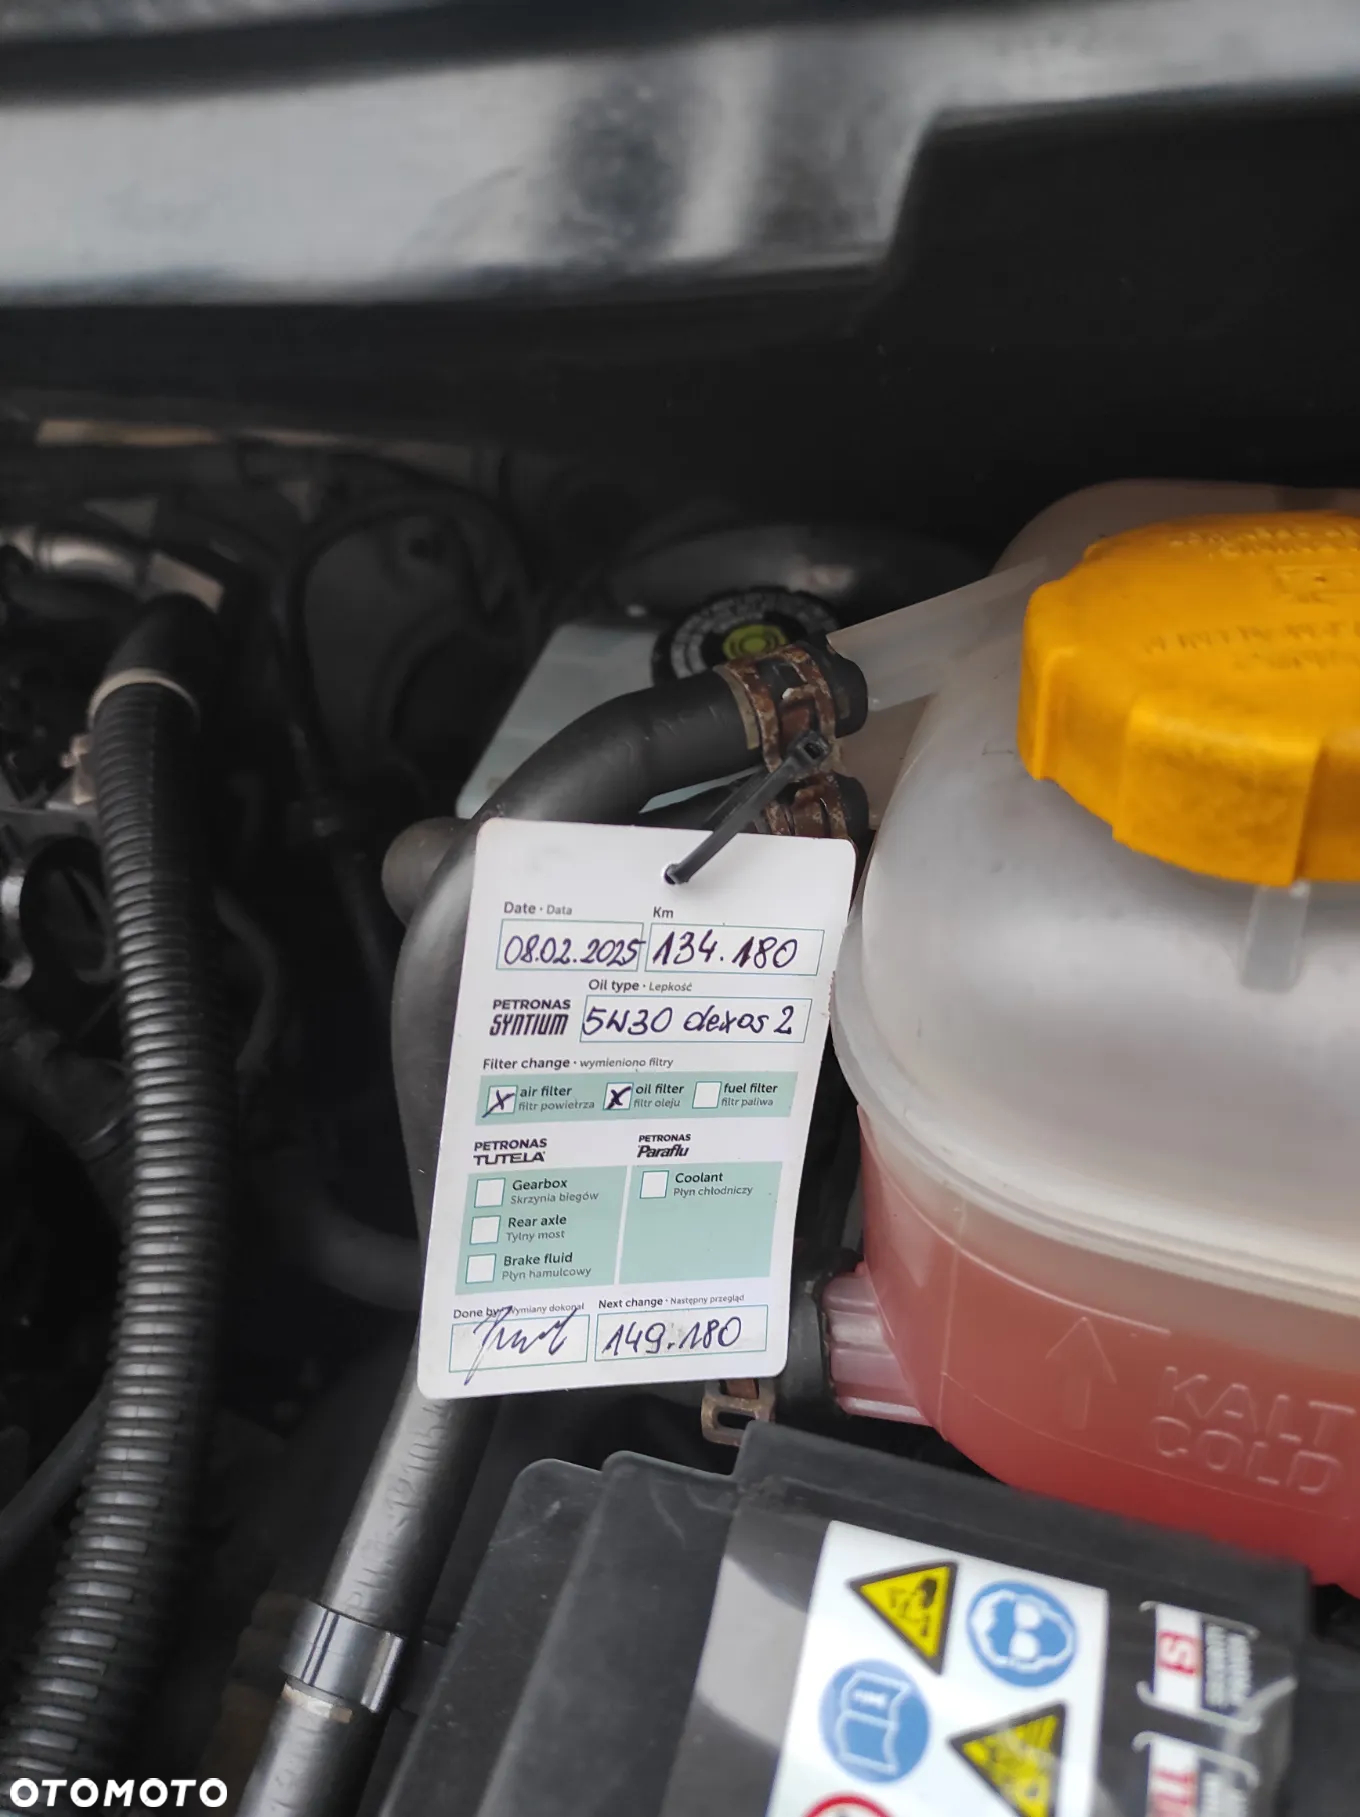 Date · Data
Km
08.02.2025
134.180
Oil type · Lepkość
PETRONAS
SYNTIUM
5W30 dexos 2
Filter change · wymieniono filtry
X air filter
filtr powietrza
X oil filter
filtr oleju
fuel filter
filtr paliwa
PETRONAS
TUTELA
PETRONAS
Paraflu
Gearbox
Skrzynia biegów
Rear axle
Tylny most
Brake fluid
Płyn hamulcowy
Coolant
Płyn chłodniczy
Done by · Wymiany dokonał
Next change · Następny przegląd
149.180
KALT
COLD
OTOMOTO